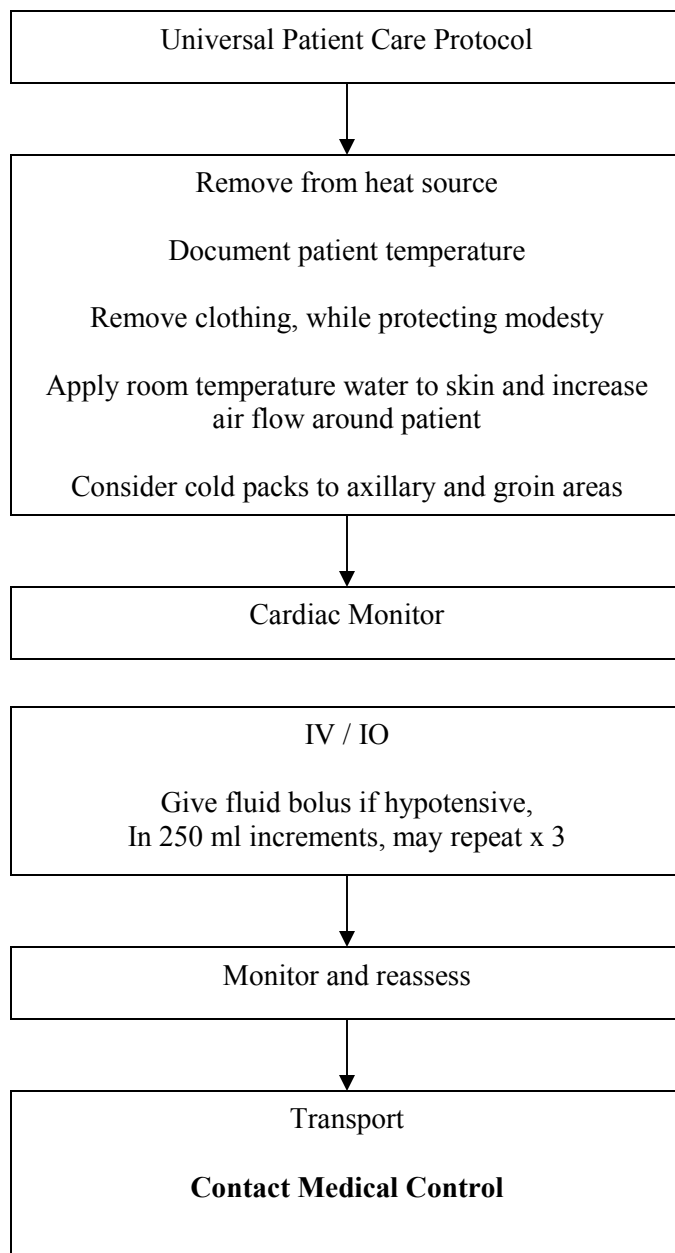 Universal Patient Care Protocol
Remove from heat source
Document patient temperature
Remove clothing, while protecting modesty
Apply room temperature water to skin and increase
air flow around patient
Consider cold packs to axillary and groin areas
Cardiac Monitor
IV / IO
Give fluid bolus if hypotensive,
In 250 ml increments, may repeat x 3
Monitor and reassess
Transport
Contact Medical Control